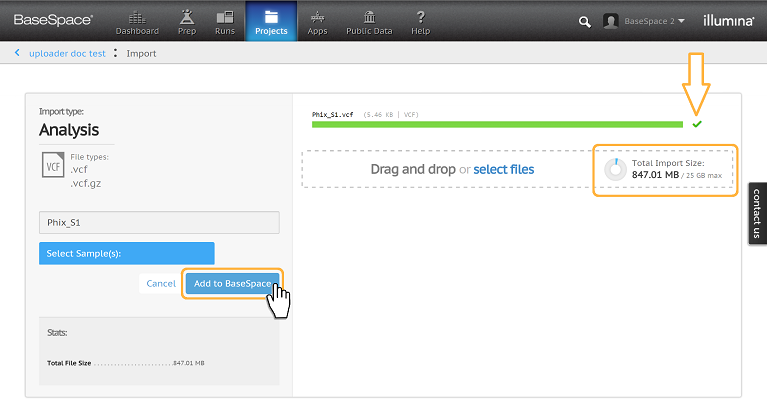 BaseSpace®
Dashboard
Prep
Runs
Projects
Apps
Public Data
Help
BaseSpace 2
illumina®
uploader doc test : Import
Import type:
Analysis
VCF
File types:
.vcf
.vcf.gz
Phix_S1
Select Sample(s):
Cancel
Add to BaseSpace
Stats:
Total File Size ........................847.01 MB
Phix_S1.vcf (5.46 KB | VCF)
Drag and drop or select files
Total Import Size:
847.01 MB / 25 GB max
contact us